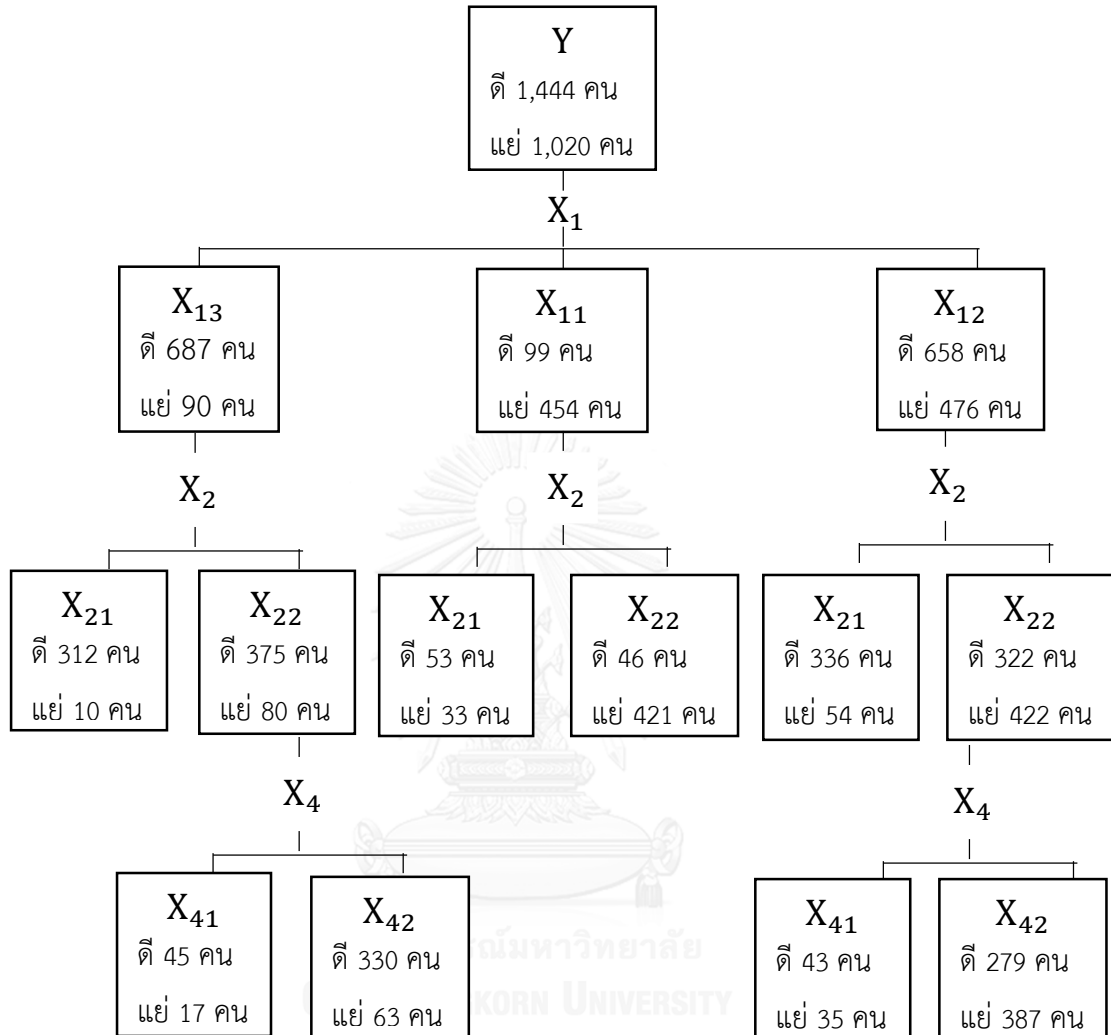 Y
ดี 1,444 คน
แย่ 1,020 คน
X₁
X₁₃
ดี 687 คน
แย่ 90 คน
X₁₁
ดี 99 คน
แย่ 454 คน
X₁₂
ดี 658 คน
แย่ 476 คน
X₂
X₂
X₂
X₂₁
ดี 312 คน
แย่ 10 คน
X₂₂
ดี 375 คน
แย่ 80 คน
X₂₁
ดี 53 คน
แย่ 33 คน
X₂₂
ดี 46 คน
แย่ 421 คน
X₂₁
ดี 336 คน
แย่ 54 คน
X₂₂
ดี 322 คน
แย่ 422 คน
X₄
X₄
X₄₁
ดี 45 คน
แย่ 17 คน
X₄₂
ดี 330 คน
แย่ 63 คน
X₄₁
ดี 43 คน
แย่ 35 คน
X₄₂
ดี 279 คน
แย่ 387 คน
UNIVERSITY